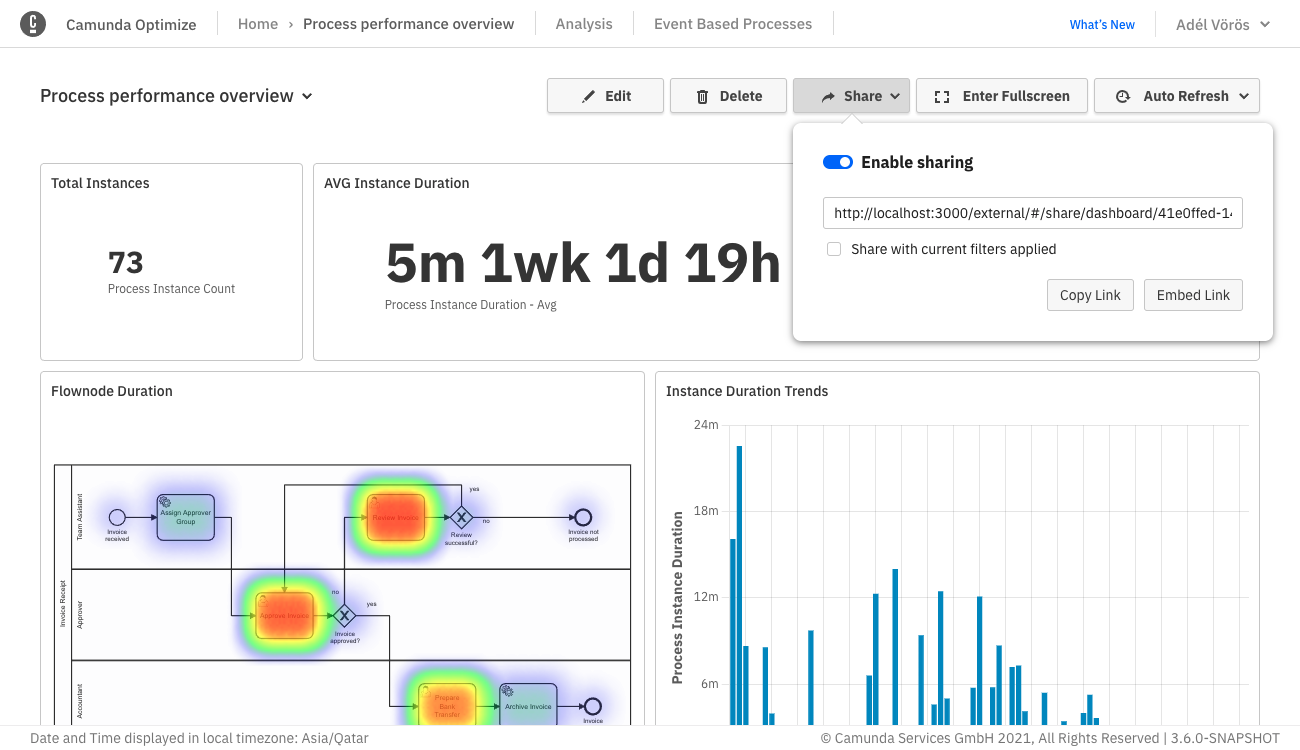 Camunda Optimize
Home › Process performance overview
Analysis
Event Based Processes
What's New
Adél Vörös
Process performance overview
Edit
Delete
Share
Enter Fullscreen
Auto Refresh
Enable sharing
http://localhost:3000/external/#/share/dashboard/41e0ffed-1
Share with current filters applied
Copy Link
Embed Link
Total Instances
73
Process Instance Count
AVG Instance Duration
5m 1wk 1d 19h
Process Instance Duration - Avg
Flownode Duration
Invoice Receipt
Team Assistant
Invoice
received
Assign Approver
Group
Review Invoice
yes
no
Review
successful?
Invoice not
processed
Approver
Approve Invoice
no
yes
Invoice
approved?
Accountant
Prepare
Bank
Transfer
Archive Invoice
Invoice
Instance Duration Trends
Process Instance Duration
24m
18m
12m
6m
Date and Time displayed in local timezone: Asia/Qatar
© Camunda Services GmbH 2021, All Rights Reserved | 3.6.0-SNAPSHOT